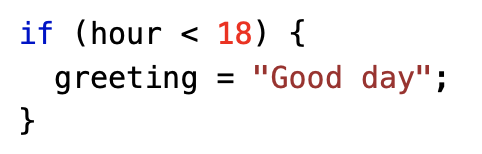 if (hour < 18) {
  greeting = "Good day";
}